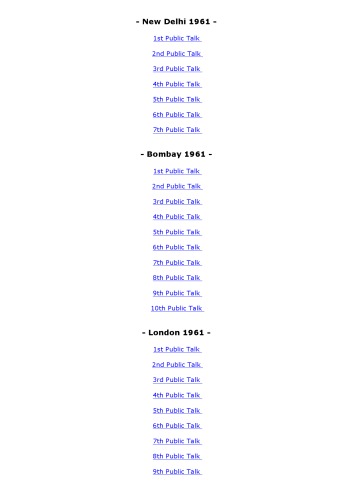 - New Delhi 1961 -
1st Public Talk
2nd Public Talk
3rd Public Talk
4th Public Talk
5th Public Talk
6th Public Talk
7th Public Talk
- Bombay 1961 -
1st Public Talk
2nd Public Talk
3rd Public Talk
4th Public Talk
5th Public Talk
6th Public Talk
7th Public Talk
8th Public Talk
9th Public Talk
10th Public Talk
- London 1961 -
1st Public Talk
2nd Public Talk
3rd Public Talk
4th Public Talk
5th Public Talk
6th Public Talk
7th Public Talk
8th Public Talk
9th Public Talk